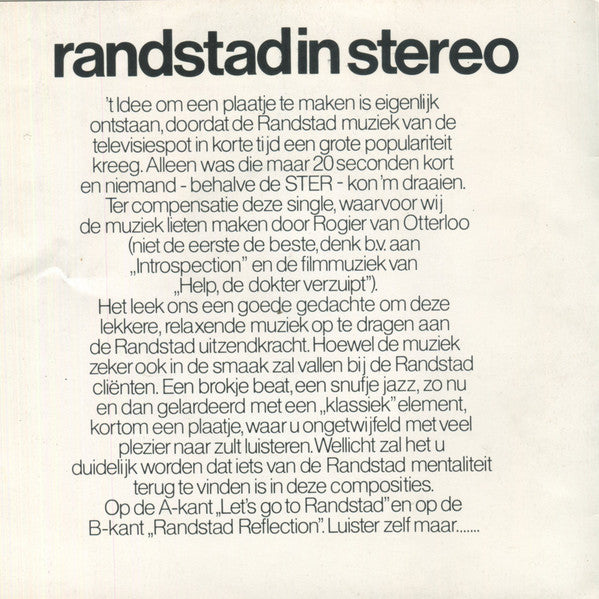 randstad in stereo
't Idee om een plaatje te maken is eigenlijk
ontstaan, doordat de Randstad muziek van de
televisiespot in korte tijd een grote populariteit
kreeg. Alleen was die maar 20 seconden kort
en niemand - behalve de STER - kon 'm draaien.
Ter compensatie deze single, waarvoor wij
de muziek lieten maken door Rogier van Otterloo
(niet de eerste de beste, denk b.v. aan
„Introspection” en de filmmuziek van
„Help, de dokter verzuipt”).
Het leek ons een goede gedachte om deze
lekkere, relaxende muziek op te dragen aan
de Randstad uitzendkracht. Hoewel de muziek
zeker ook in de smaak zal vallen bij de Randstad
cliënten. Een brokje beat, een snufje jazz, zo nu
en dan gelardeerd met een „klassiek” element,
kortom een plaatje, waar u ongetwijfeld met veel
plezier naar zult luisteren. Wellicht zal het u
duidelijk worden dat iets van de Randstad mentaliteit
terug te vinden is in deze composities.
Op de A-kant „Let's go to Randstad” en op de
B-kant „Randstad Reflection”. Luister zelf maar.......